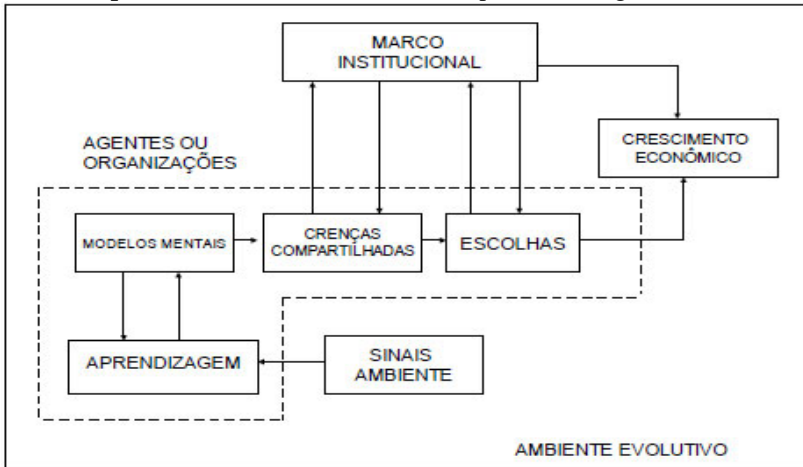 MARCO
INSTITUCIONAL
AGENTES OU
ORGANIZAÇÕES
CRESCIMENTO
ECONÔMICO
MODELOS MENTAIS
CRENÇAS
COMPARTILHADAS
ESCOLHAS
APRENDIZAGEM
SINAIS
AMBIENTE
AMBIENTE EVOLUTIVO